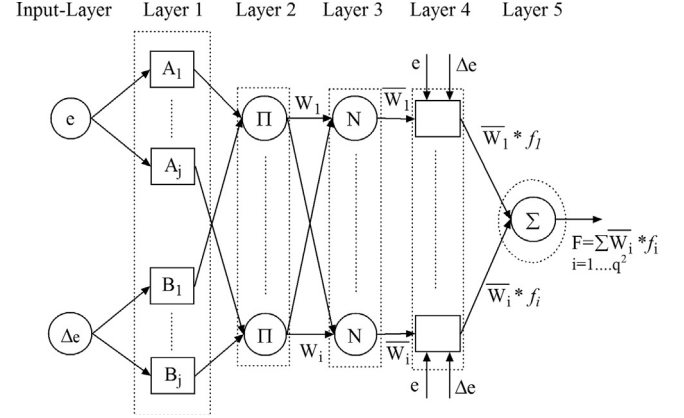 Input-Layer Layer 1 Layer 2 Layer 3 Layer 4 Layer 5
e Δe
A₁
W₁ W̅₁
e Π N
W̅₁ * f₁
Aⱼ
Σ
F=ΣW̅ᵢ *fᵢ
i=1....q²
B₁
W̅ᵢ * fᵢ
Δe Π N
Wᵢ W̅ᵢ
Bⱼ
e Δe